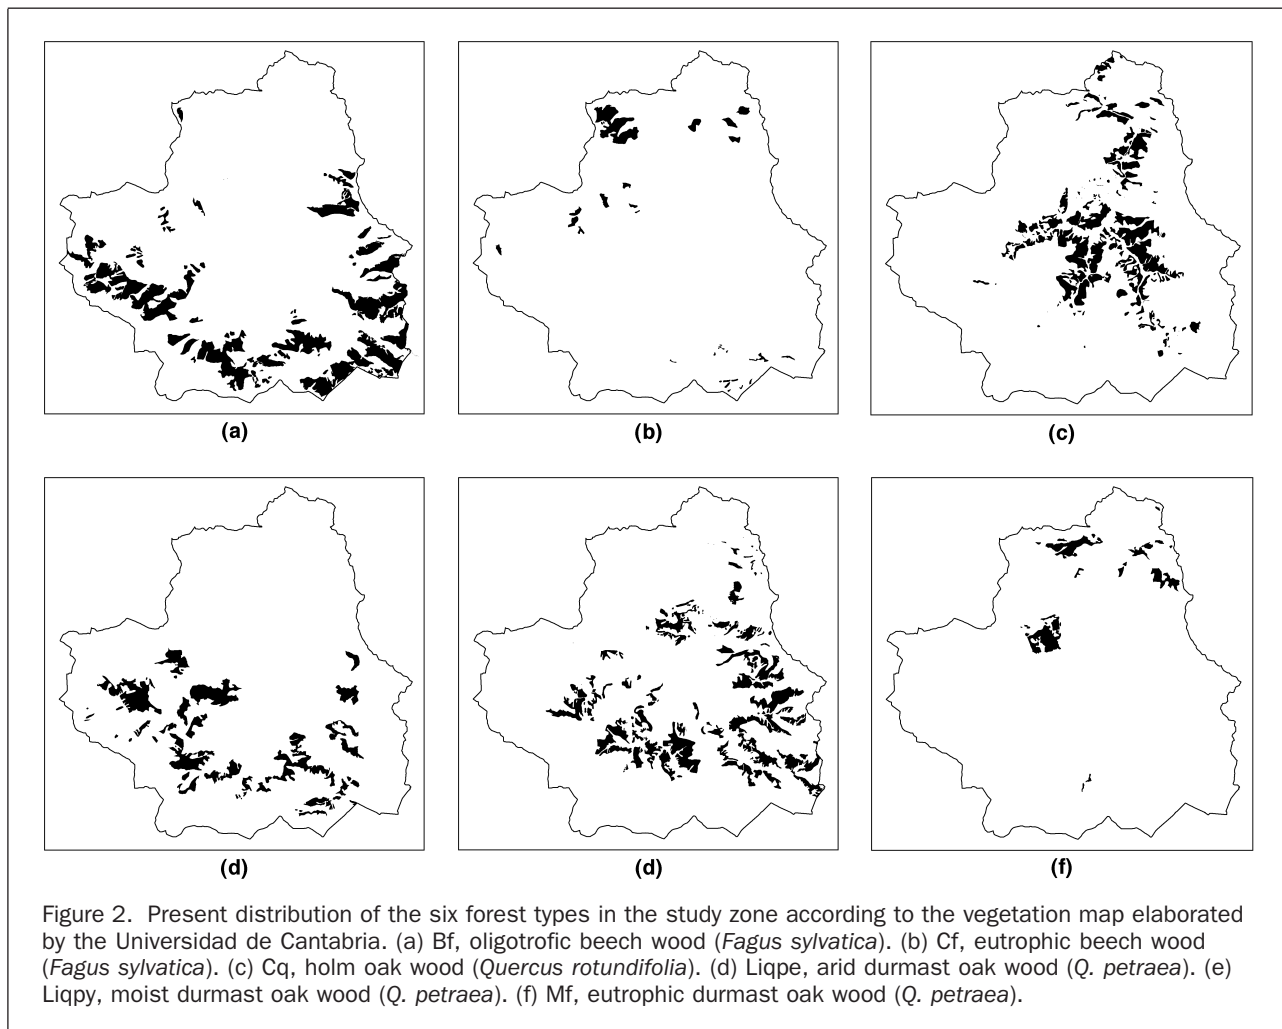 (a)
(b)
(c)
(d)
(d)
(f)
Figure 2. Present distribution of the six forest types in the study zone according to the vegetation map elaborated
by the Universidad de Cantabria. (a) Bf, oligotrofic beech wood (Fagus sylvatica). (b) Cf, eutrophic beech wood
(Fagus sylvatica). (c) Cq, holm oak wood (Quercus rotundifolia). (d) Liqpe, arid durmast oak wood (Q. petraea). (e)
Liqpy, moist durmast oak wood (Q. petraea). (f) Mf, eutrophic durmast oak wood (Q. petraea).